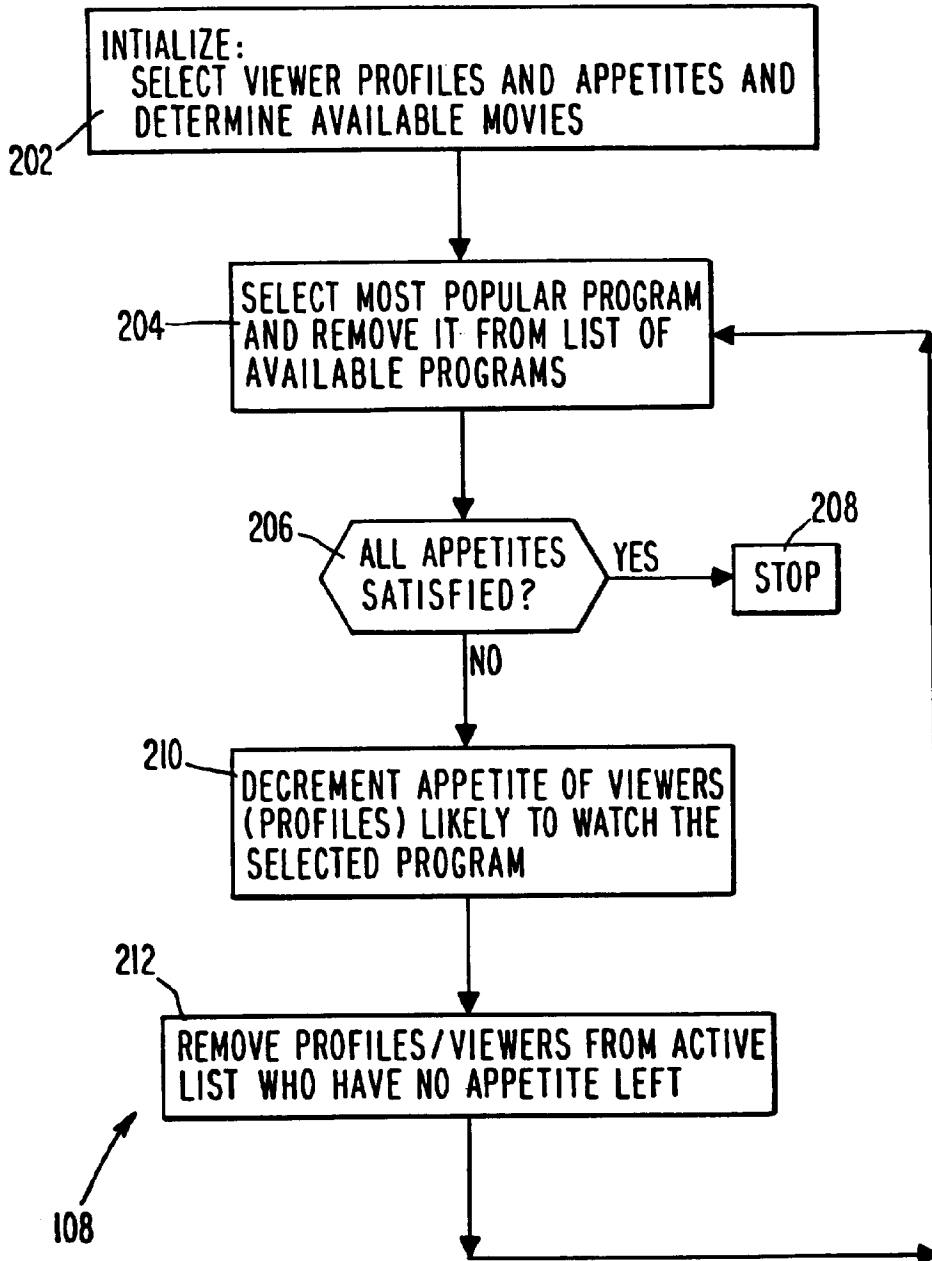 INTIALIZE:
SELECT VIEWER PROFILES AND APPETITES AND
DETERMINE AVAILABLE MOVIES
202
SELECT MOST POPULAR PROGRAM
AND REMOVE IT FROM LIST OF
AVAILABLE PROGRAMS
204
206
ALL APPETITES
SATISFIED?
YES
208
STOP
NO
210
DECREMENT APPETITE OF VIEWERS
(PROFILES) LIKELY TO WATCH THE
SELECTED PROGRAM
212
REMOVE PROFILES/VIEWERS FROM ACTIVE
LIST WHO HAVE NO APPETITE LEFT
108